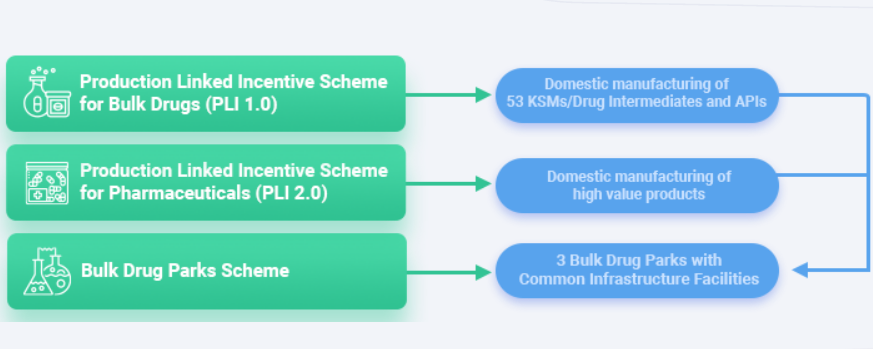 Production Linked Incentive Scheme
for Bulk Drugs (PLI 1.0)
Domestic manufacturing of
53 KSMs/Drug Intermediates and APIs
Production Linked Incentive Scheme
for Pharmaceuticals (PLI 2.0)
Domestic manufacturing of
high value products
Bulk Drug Parks Scheme
3 Bulk Drug Parks with
Common Infrastructure Facilities